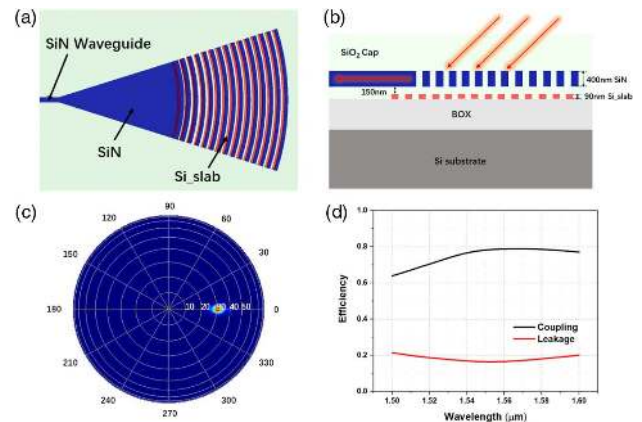 (a)
SiN Waveguide
SiN
Si_slab
(b)
SiO2 Cap
400nm SiN
150nm
90nm Si_slab
BOX
Si substrate
(c)
90
120
60
150
30
180
10 20 30 40 50
0
210
330
240
300
270
(d)
1.0
0.8
0.6
0.4
0.2
0.0
Efficiency
Coupling
Leakage
1.50 1.52 1.54 1.56 1.58 1.60
Wavelength (μm)